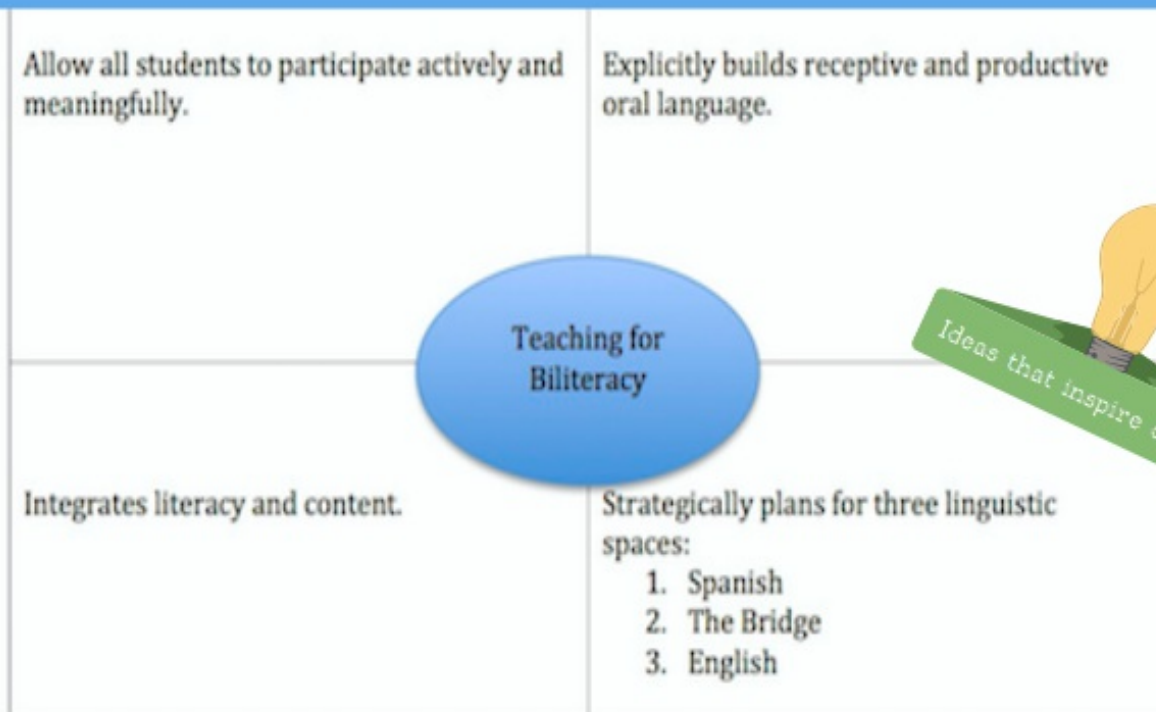 Allow all students to participate actively and
meaningfully.
Explicitly builds receptive and productive
oral language.
Teaching for
Biliteracy
Ideas that inspire
Integrates literacy and content.
Strategically plans for three linguistic
spaces:
1. Spanish
2. The Bridge
3. English